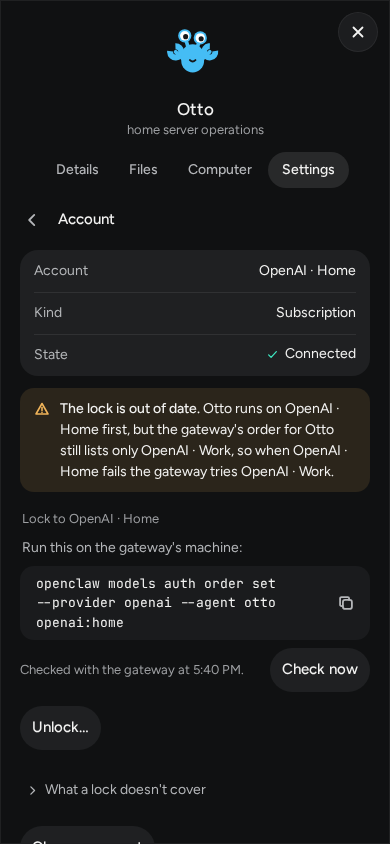 Otto
home server operations
Details Files Computer Settings
Account
Account OpenAI · Home
Kind Subscription
State Connected
The lock is out of date. Otto runs on OpenAI ·
Home first, but the gateway's order for Otto
still lists only OpenAI · Work, so when OpenAI ·
Home fails the gateway tries OpenAI · Work.
Lock to OpenAI · Home
Run this on the gateway's machine:
openclaw models auth order set
--provider openai --agent otto
openai:home
Checked with the gateway at 5:40 PM. Check now
Unlock...
What a lock doesn't cover